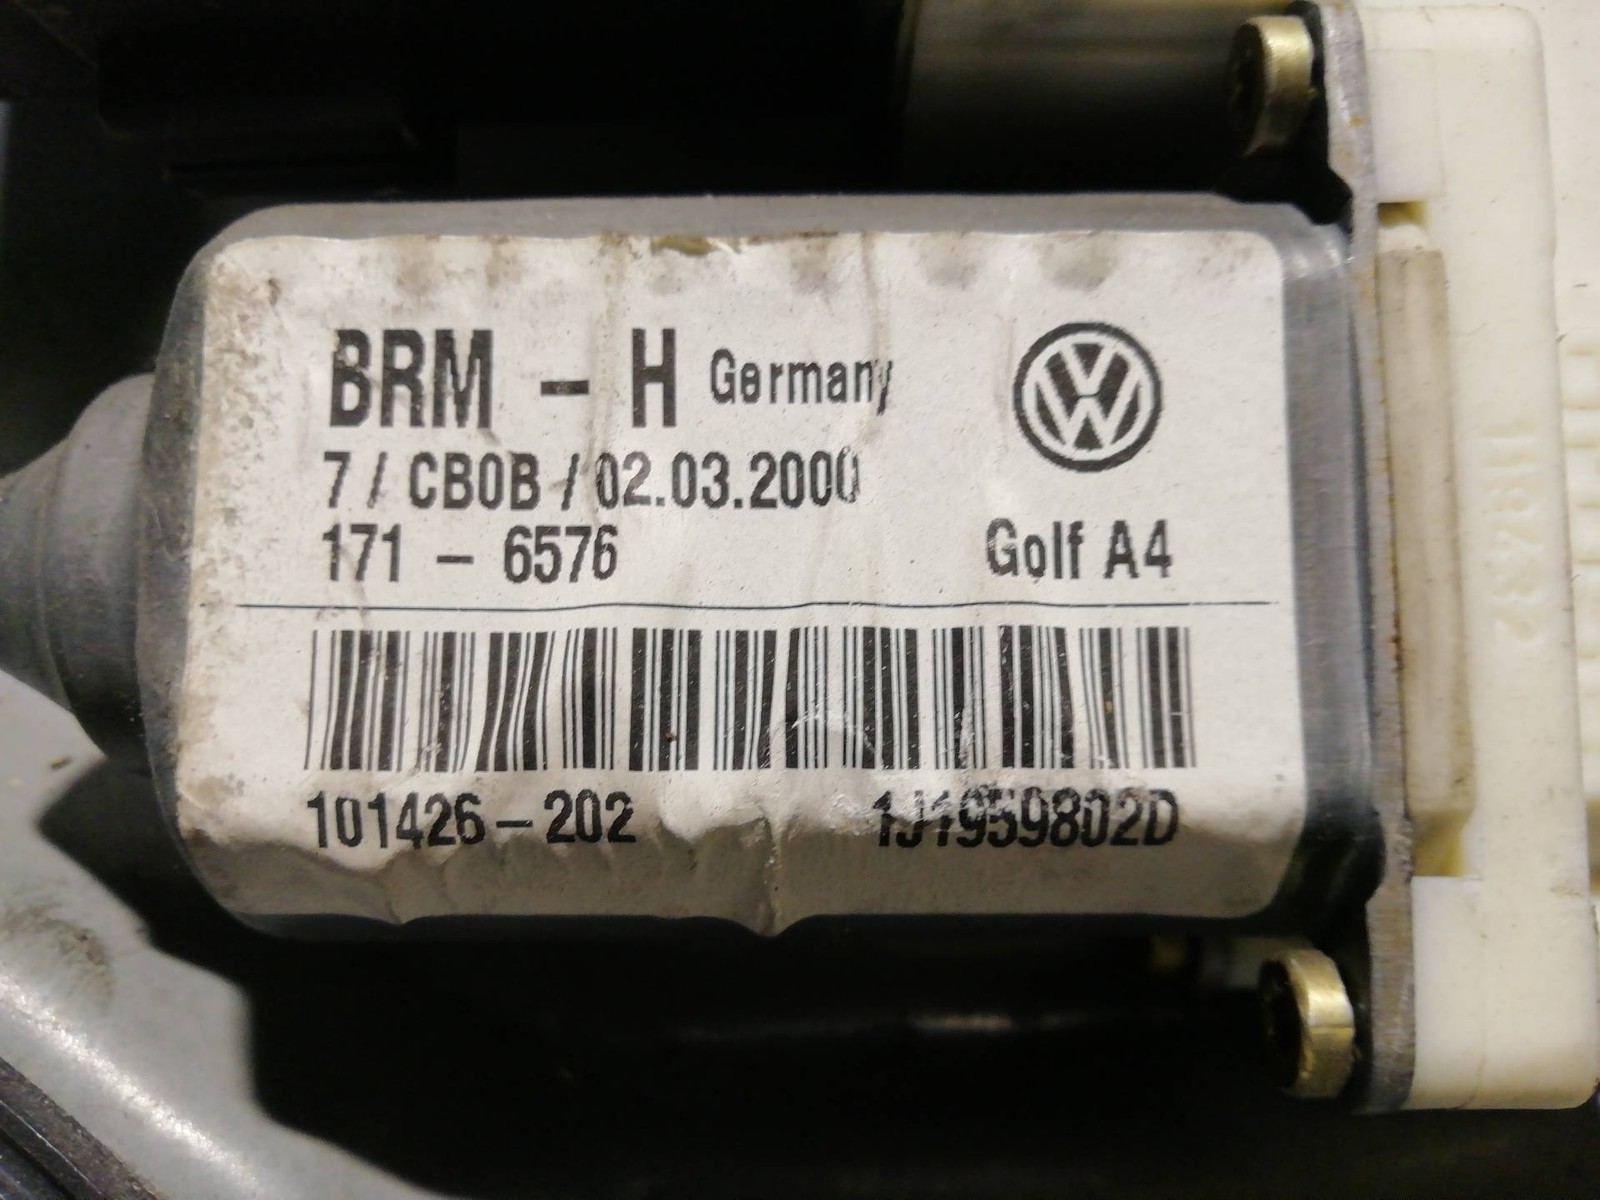 BRM - H Germany
7 / CB0B / 02.03.2000
171 - 6576 Golf A4
101426-202 1J1959802D